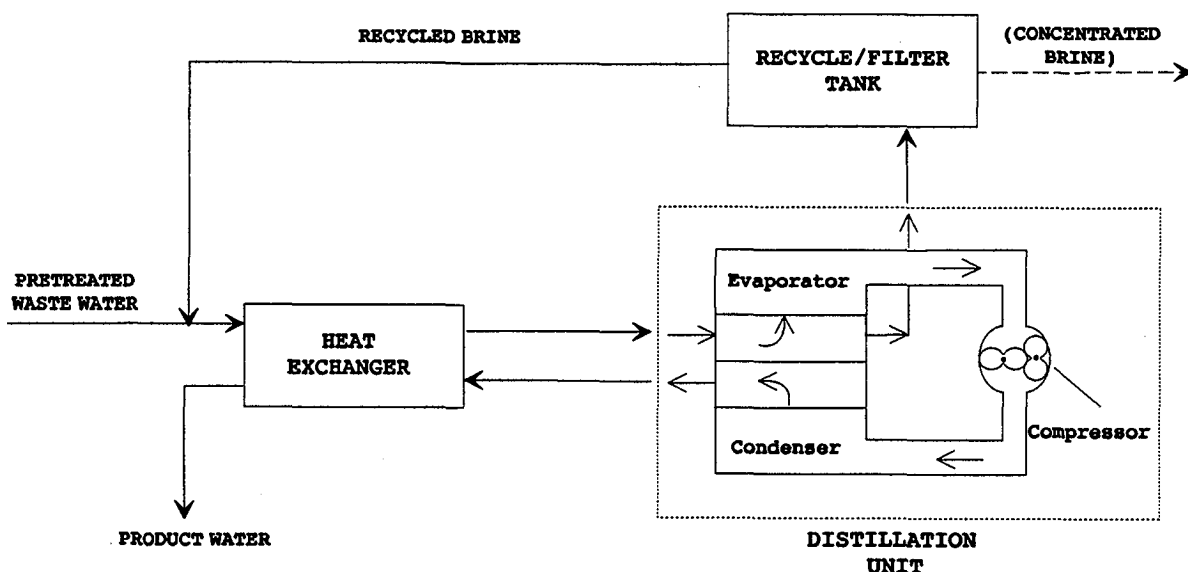 RECYCLED BRINE
RECYCLE/FILTER
TANK
(CONCENTRATED
BRINE)
PRETREATED
WASTE WATER
HEAT
EXCHANGER
Evaporator
Condenser
Compressor
PRODUCT WATER
DISTILLATION
UNIT